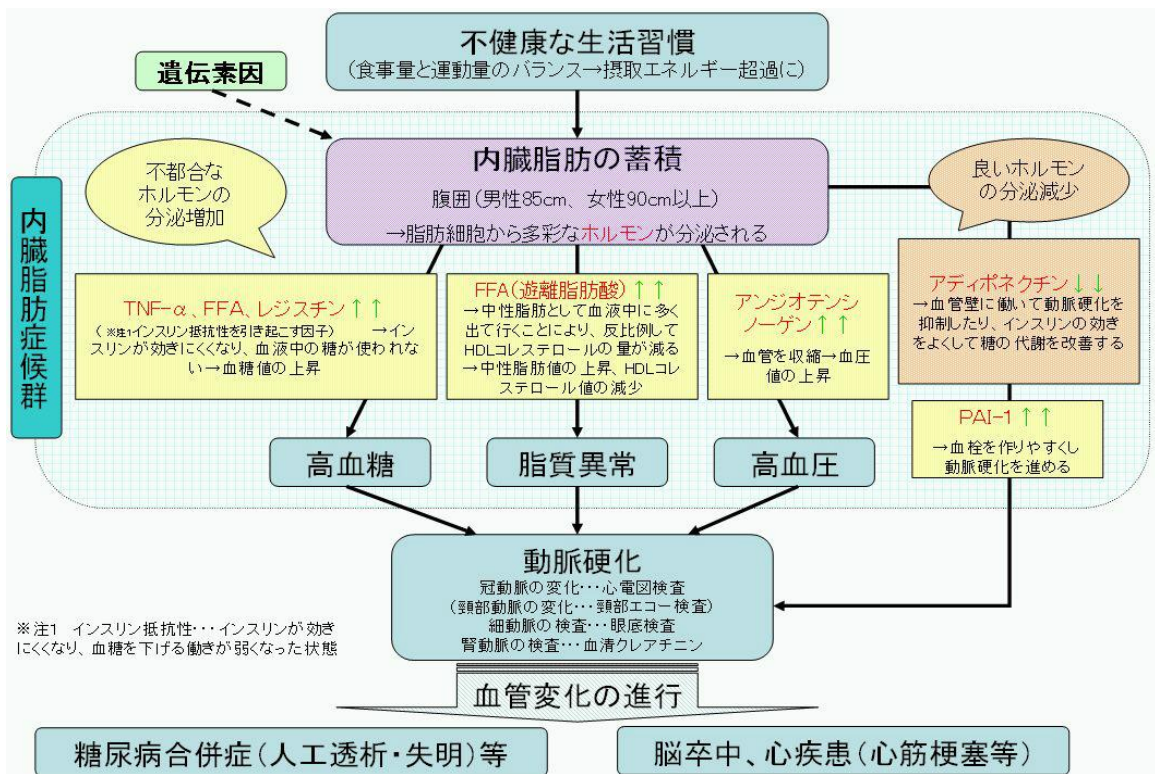 不健康な生活習慣
(食事量と運動量のバランス→摂取エネルギー超過に)
遺伝素因
内臓脂肪症候群
不都合な
ホルモンの
分泌増加
内臓脂肪の蓄積
腹囲(男性85cm、女性90cm以上)
→脂肪細胞から多彩なホルモンが分泌される
良いホルモン
の分泌減少
TNF-α、FFA、レジスチン↑↑
(※注1インスリン抵抗性を引き起こす因子) →イン
スリンが効きにくくなり、血液中の糖が使われな
い→血糖値の上昇
FFA(遊離脂肪酸)↑↑
→中性脂肪として血液中に多く
出て行くことにより、反比例して
HDLコレステロールの量が減る
→中性脂肪値の上昇、HDLコレ
ステロール値の減少
アンジオテンシ
ノーゲン↑↑
→血管を収縮→血圧
値の上昇
アディポネクチン↓↓
→血管壁に働いて動脈硬化を
抑制したり、インスリンの効き
をよくして糖の代謝を改善する
PAI-1↑↑
→血栓を作りやすくし
動脈硬化を進める
高血糖
脂質異常
高血圧
動脈硬化
冠動脈の変化･･･心電図検査
(頸部動脈の変化･･･頸部エコー検査)
細動脈の検査･･･眼底検査
腎動脈の検査･･･血清クレアチニン
※注1 インスリン抵抗性･･･インスリンが効き
にくくなり、血糖を下げる働きが弱くなった状態
血管変化の進行
糖尿病合併症(人工透析・失明)等
脳卒中、心疾患(心筋梗塞等)